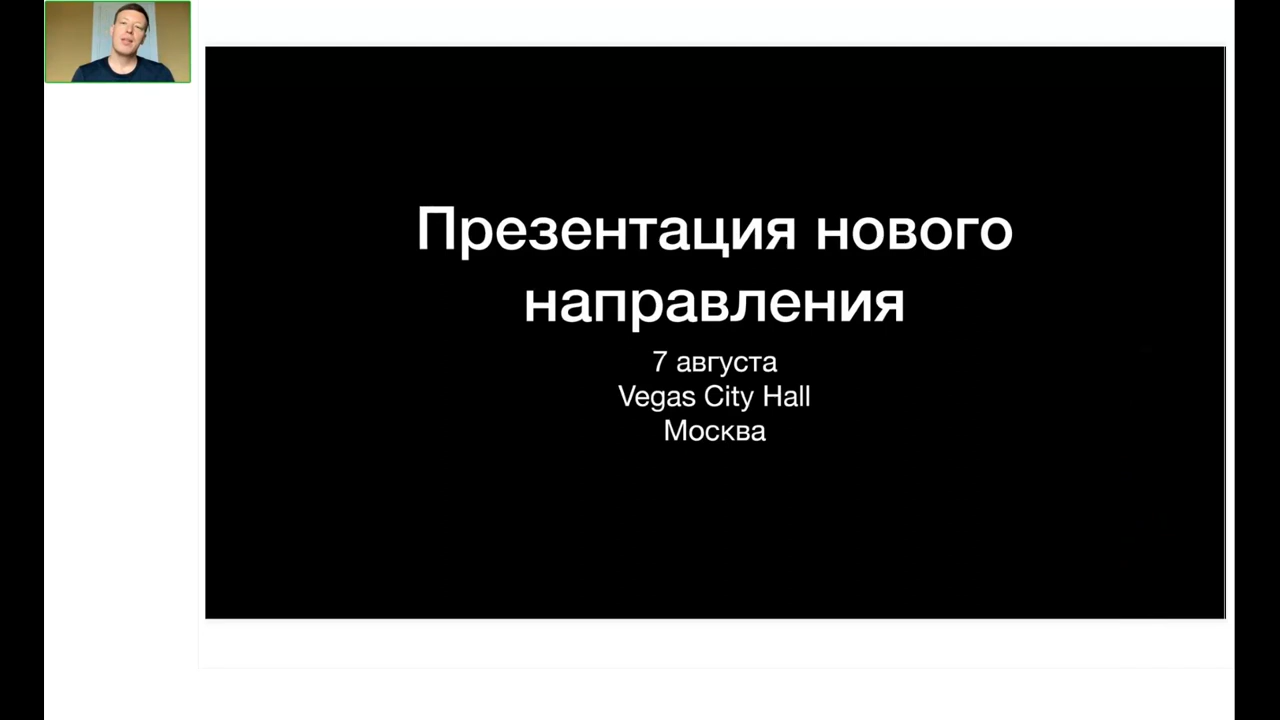 Презентация нового
направления
7 августа
Vegas City Hall
Москва